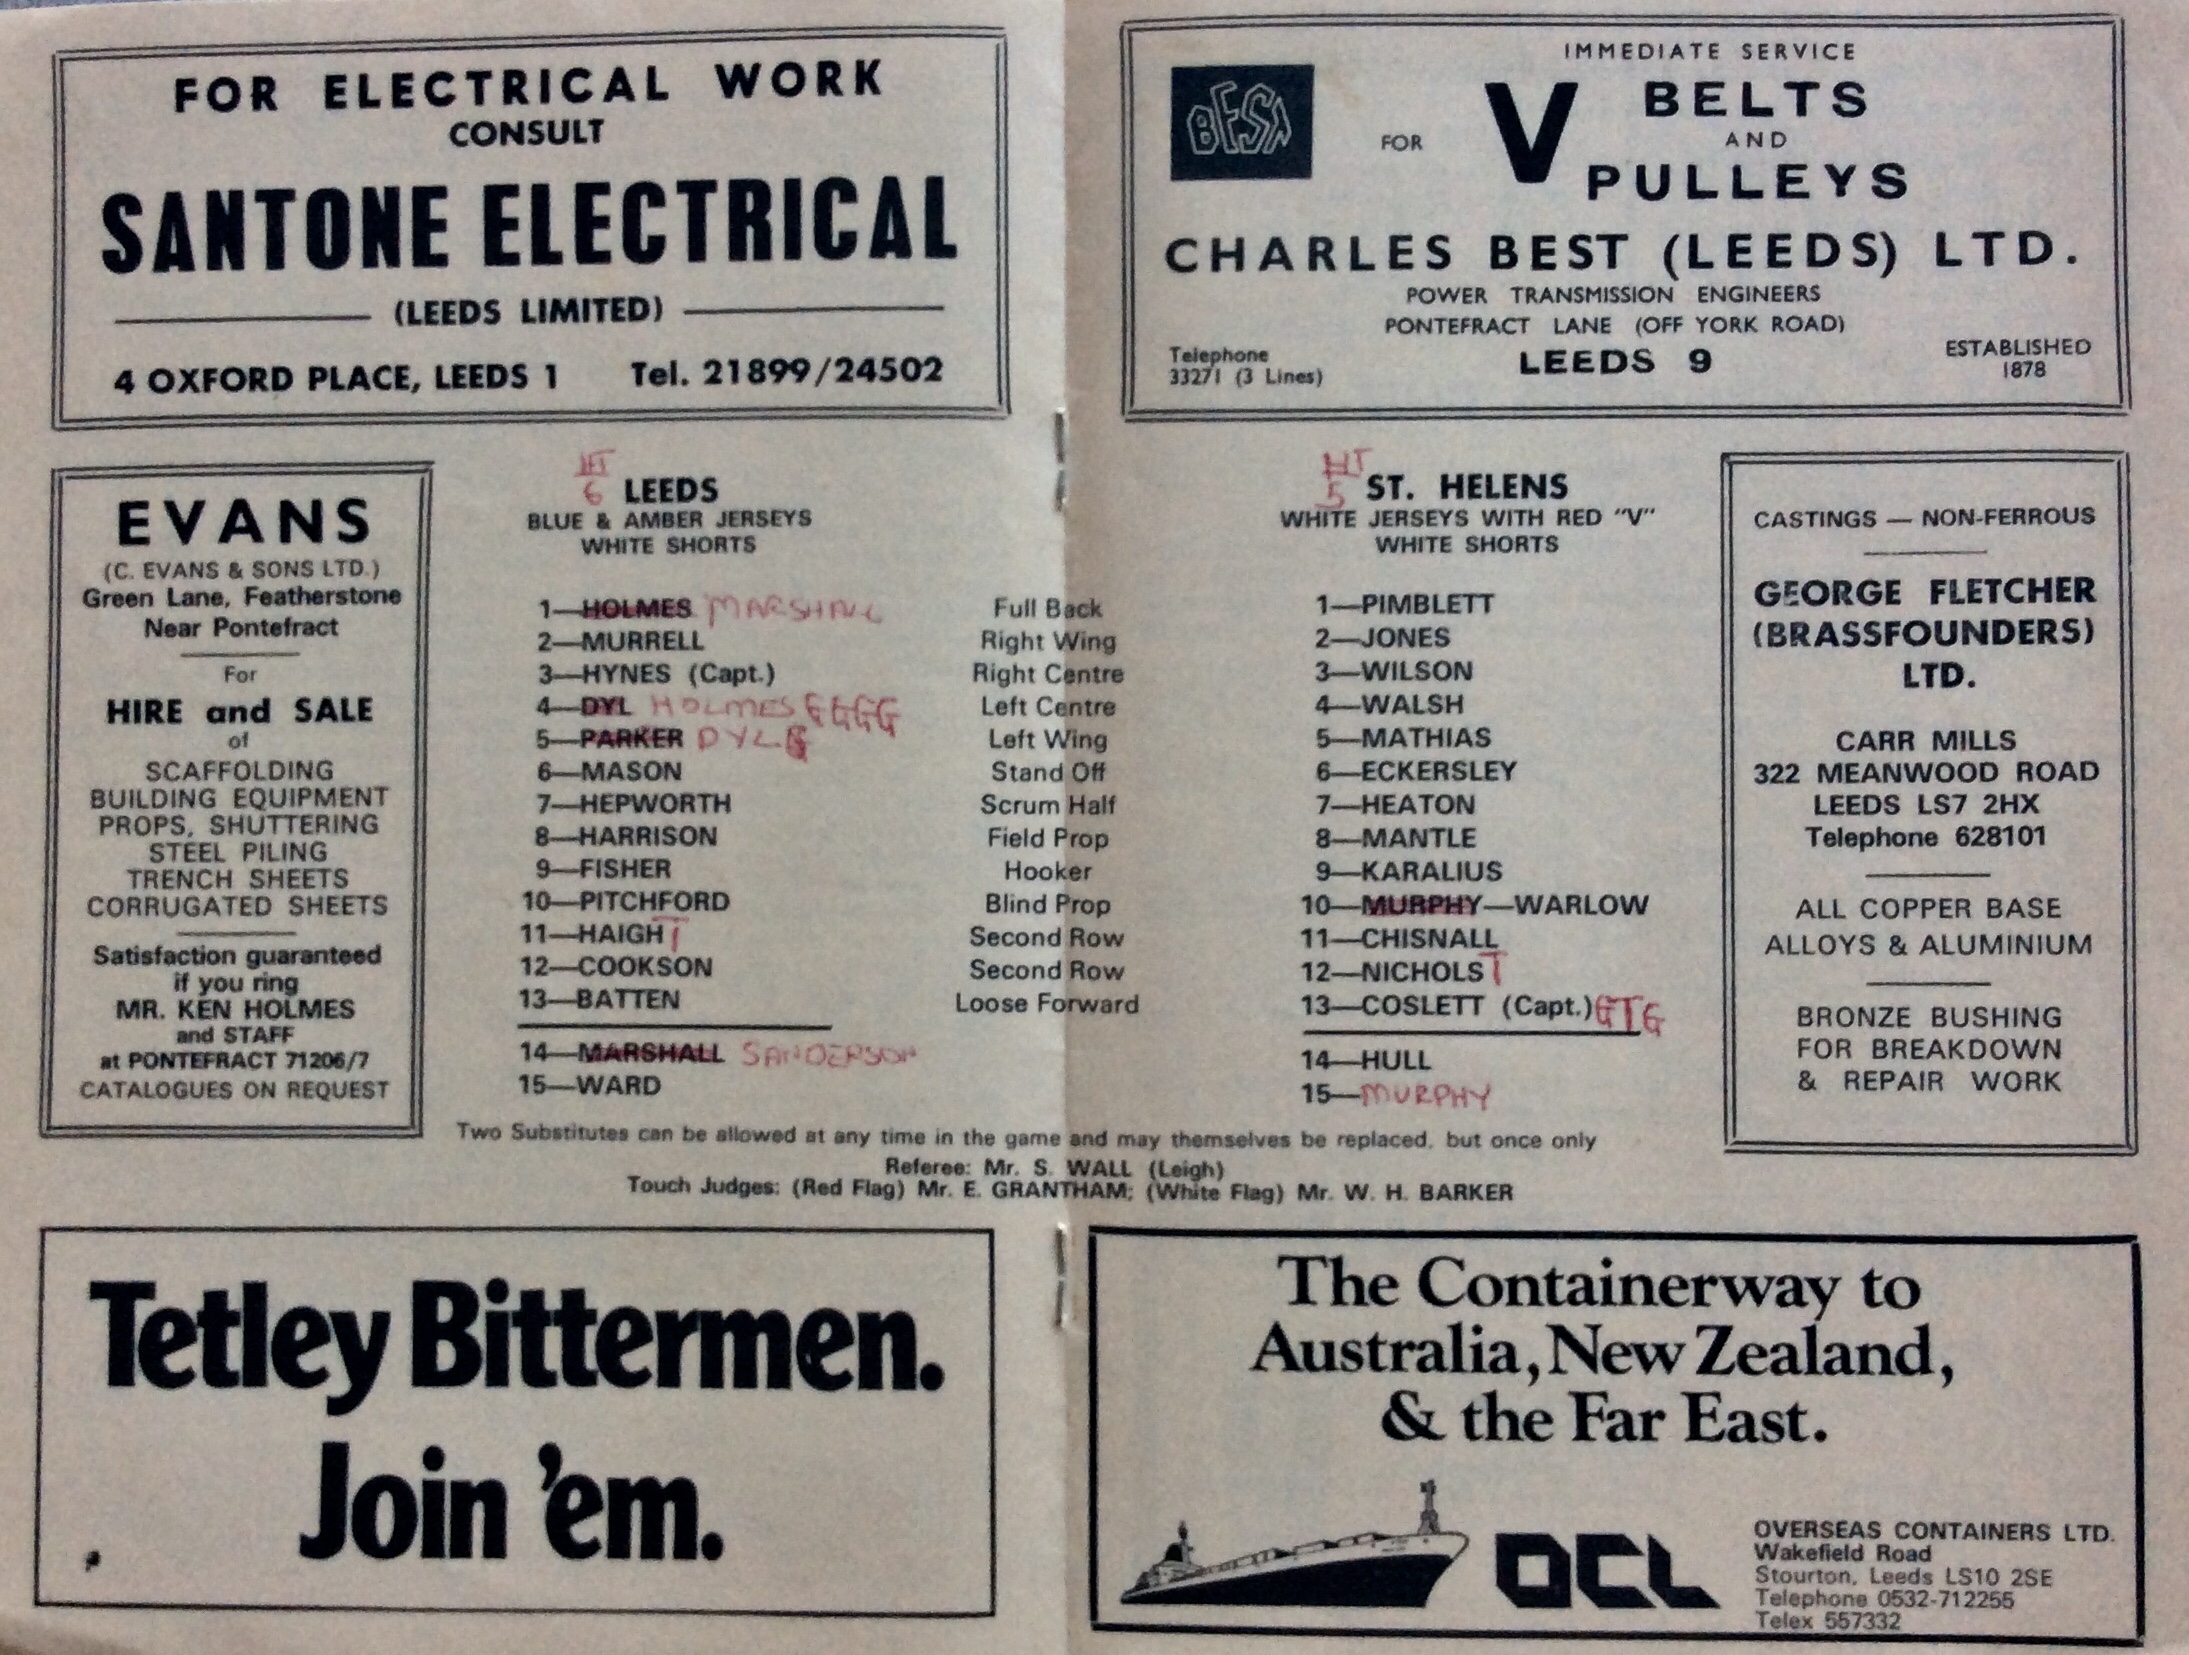 FOR ELECTRICAL WORK
CONSULT
SANTONE ELECTRICAL
(LEEDS LIMITED)
4 OXFORD PLACE, LEEDS 1 Tel. 21899/24502
IMMEDIATE SERVICE
BESA
FOR V BELTS
AND
PULLEYS
CHARLES BEST (LEEDS) LTD.
POWER TRANSMISSION ENGINEERS
PONTEFRACT LANE (OFF YORK ROAD)
Telephone
33271 (3 Lines)
LEEDS 9
ESTABLISHED
1878
EVANS
(C. EVANS & SONS LTD.)
Green Lane, Featherstone
Near Pontefract
For
HIRE and SALE
of
SCAFFOLDING
BUILDING EQUIPMENT
PROPS, SHUTTERING
STEEL PILING
TRENCH SHEETS
CORRUGATED SHEETS
Satisfaction guaranteed
if you ring
MR. KEN HOLMES
and STAFF
at PONTEFRACT 71206/7
CATALOGUES ON REQUEST
HT
6 LEEDS
BLUE & AMBER JERSEYS
WHITE SHORTS
1—HOLMES MARSHALL
2—MURRELL
3—HYNES (Capt.)
4—DYL HOLMES GGGG
5—PARKER DYL G
6—MASON
7—HEPWORTH
8—HARRISON
9—FISHER
10—PITCHFORD
11—HAIGH T
12—COOKSON
13—BATTEN
14—MARSHALL SANDERSON
15—WARD
Full Back
Right Wing
Right Centre
Left Centre
Left Wing
Stand Off
Scrum Half
Field Prop
Hooker
Blind Prop
Second Row
Second Row
Loose Forward
HT
5 ST. HELENS
WHITE JERSEYS WITH RED "V"
WHITE SHORTS
1—PIMBLETT
2—JONES
3—WILSON
4—WALSH
5—MATHIAS
6—ECKERSLEY
7—HEATON
8—MANTLE
9—KARALIUS
10—MURPHY—WARLOW
11—CHISNALL
12—NICHOLS T
13—COSLETT (Capt.) GTG
14—HULL
15—MURPHY
Two Substitutes can be allowed at any time in the game and may themselves be replaced, but once only
Referee: Mr. S. WALL (Leigh)
Touch Judges: (Red Flag) Mr. E. GRANTHAM; (White Flag) Mr. W. H. BARKER
CASTINGS — NON-FERROUS
GEORGE FLETCHER
(BRASSFOUNDERS)
LTD.
CARR MILLS
322 MEANWOOD ROAD
LEEDS LS7 2HX
Telephone 628101
ALL COPPER BASE
ALLOYS & ALUMINIUM
BRONZE BUSHING
FOR BREAKDOWN
& REPAIR WORK
Tetley Bittermen.
Join 'em.
The Containerway to
Australia, New Zealand,
& the Far East.
OCL
OVERSEAS CONTAINERS LTD.
Wakefield Road
Stourton, Leeds LS10 2SE
Telephone 0532-712255
Telex 557332